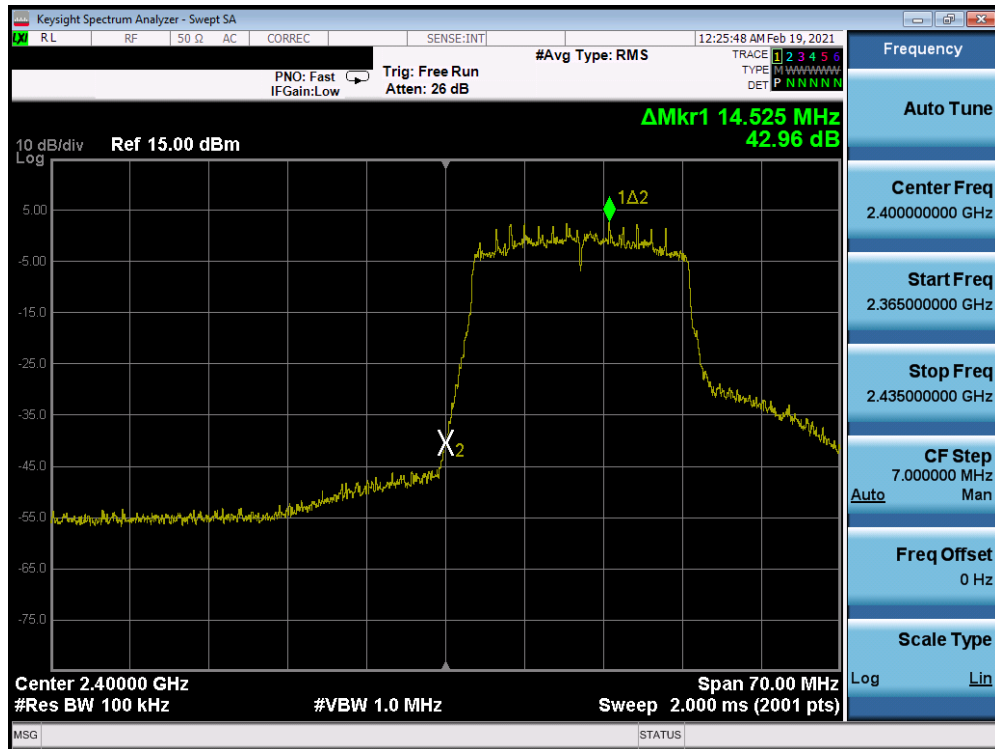 Keysight Spectrum Analyzer - Swept SA
LXI RL RF 50 Ω AC CORREC SENSE:INT 12:25:48 AM Feb 19, 2021
#Avg Type: RMS
TRACE 1 2 3 4 5 6
TYPE M WWWWW
DET P N N N N N
PNO: Fast
IFGain:Low
Trig: Free Run
Atten: 26 dB
ΔMkr1 14.525 MHz
42.96 dB
10 dB/div
Log
Ref 15.00 dBm
1Δ2
5.00
-5.00
-15.0
-25.0
-35.0
X2
-45.0
-55.0
-65.0
-75.0
Center 2.40000 GHz
#Res BW 100 kHz
#VBW 1.0 MHz
Span 70.00 MHz
Sweep 2.000 ms (2001 pts)
MSG
STATUS
Frequency
Auto Tune
Center Freq
2.400000000 GHz
Start Freq
2.365000000 GHz
Stop Freq
2.435000000 GHz
CF Step
7.000000 MHz
Auto Man
Freq Offset
0 Hz
Scale Type
Log Lin